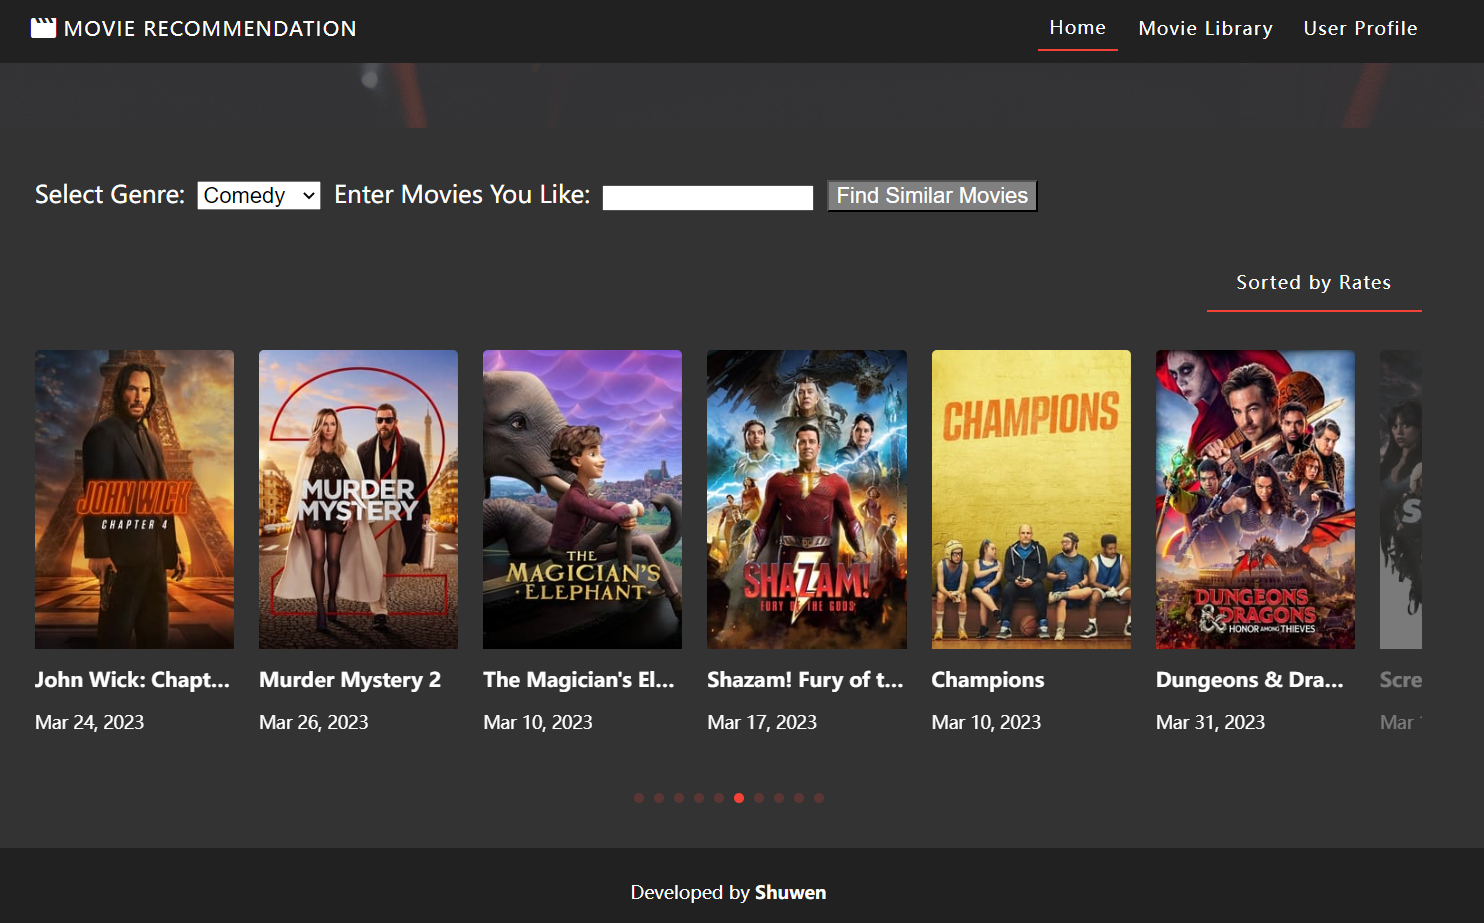 MOVIE RECOMMENDATION
Home Movie Library User Profile
Select Genre: Comedy Enter Movies You Like: Find Similar Movies
Sorted by Rates
JOHN WICK
CHAPTER 4
2
MURDER
MYSTERY
THE
MAGICIAN'S
ELEPHANT
SHAZAM!
FURY OF THE GODS
CHAMPIONS
DUNGEONS
& DRAGONS
HONOR AMONG THIEVES
S
John Wick: Chapt... Murder Mystery 2 The Magician's El... Shazam! Fury of t... Champions Dungeons & Dra... Scre
Mar 24, 2023 Mar 26, 2023 Mar 10, 2023 Mar 17, 2023 Mar 10, 2023 Mar 31, 2023 Mar
Developed by Shuwen